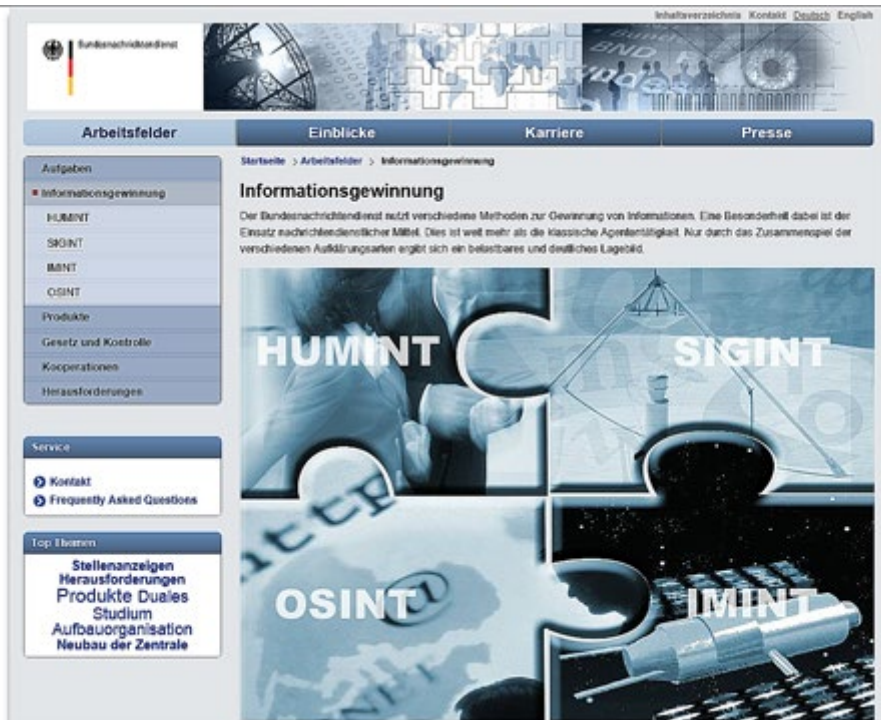 Inhaltsverzeichnis Kontakt Deutsch English
Bundesnachrichtendienst
BND
Arbeitsfelder Einblicke Karriere Presse
Aufgaben
Informationsgewinnung
HUMINT
SIGINT
IMINT
OSINT
Produkte
Gesetz und Kontrolle
Kooperationen
Herausforderungen
Service
Kontakt
Frequently Asked Questions
Top Themen
Stellenanzeigen
Herausforderungen
Produkte Duales
Studium
Aufbauorganisation
Neubau der Zentrale
Startseite > Arbeitsfelder > Informationsgewinnung
Informationsgewinnung
Der Bundesnachrichtendienst nutzt verschiedene Methoden zur Gewinnung von Informationen. Eine Besonderheit dabei ist der
Einsatz nachrichtendienstlicher Mittel. Dies ist weit mehr als die klassische Agententätigkeit. Nur durch das Zusammenspiel der
verschiedenen Aufklärungsarten ergibt sich ein belastbares und deutliches Lagebild.
HUMINT
SIGINT
http
@
OSINT
IMINT